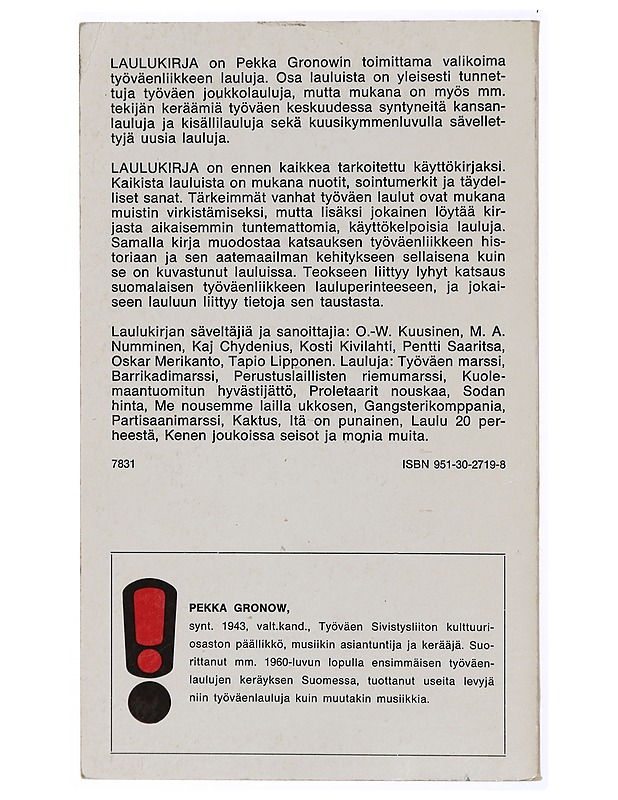 LAULUKIRJA on Pekka Gronowin toimittama valikoima
työväenliikkeen lauluja. Osa lauluista on yleisesti tunnet-
tuja työväen joukkolauluja, mutta mukana on myös mm.
tekijän keräämiä työväen keskuudessa syntyneitä kansan-
lauluja ja kisällilauluja sekä kuusikymmenluvulla sävellet-
tyjä uusia lauluja.
LAULUKIRJA on ennen kaikkea tarkoitettu käyttökirjaksi.
Kaikista lauluista on mukana nuotit, sointumerkit ja täydel-
liset sanat. Tärkeimmät vanhat työväen laulut ovat mukana
muistin virkistämiseksi, mutta lisäksi jokainen löytää kir-
jasta aikaisemmin tuntemattomia, käyttökelpoisia lauluja.
Samalla kirja muodostaa katsauksen työväenliikkeen his-
toriaan ja sen aatemaailman kehitykseen sellaisena kuin
se on kuvastunut lauluissa. Teokseen liittyy lyhyt katsaus
suomalaisen työväenliikkeen lauluperinteeseen, ja jokai-
seen lauluun liittyy tietoja sen taustasta.
Laulukirjan säveltäjiä ja sanoittajia: O.-W. Kuusinen, M. A.
Numminen, Kaj Chydenius, Kosti Kivilahti, Pentti Saaritsa,
Oskar Merikanto, Tapio Lipponen. Lauluja: Työväen marssi,
Barrikadimarssi, Perustuslaillisten riemumarssi, Kuole-
maantuomitun hyvästijättö, Proletaarit nouskaa, Sodan
hinta, Me nousemme lailla ukkosen, Gangsterikomppania,
Partisaanimarssi, Kaktus, Itä on punainen, Laulu 20 per-
heestä, Kenen joukoissa seisot ja monia muita.
7831 ISBN 951-30-2719-8
PEKKA GRONOW,
synt. 1943, valt.kand., Työväen Sivistysliiton kulttuuri-
osaston päällikkö, musiikin asiantuntija ja kerääjä. Suo-
rittanut mm. 1960-luvun lopulla ensimmäisen työväen-
laulujen keräyksen Suomessa, tuottanut useita levyjä
niin työväenlauluja kuin muutakin musiikkia.